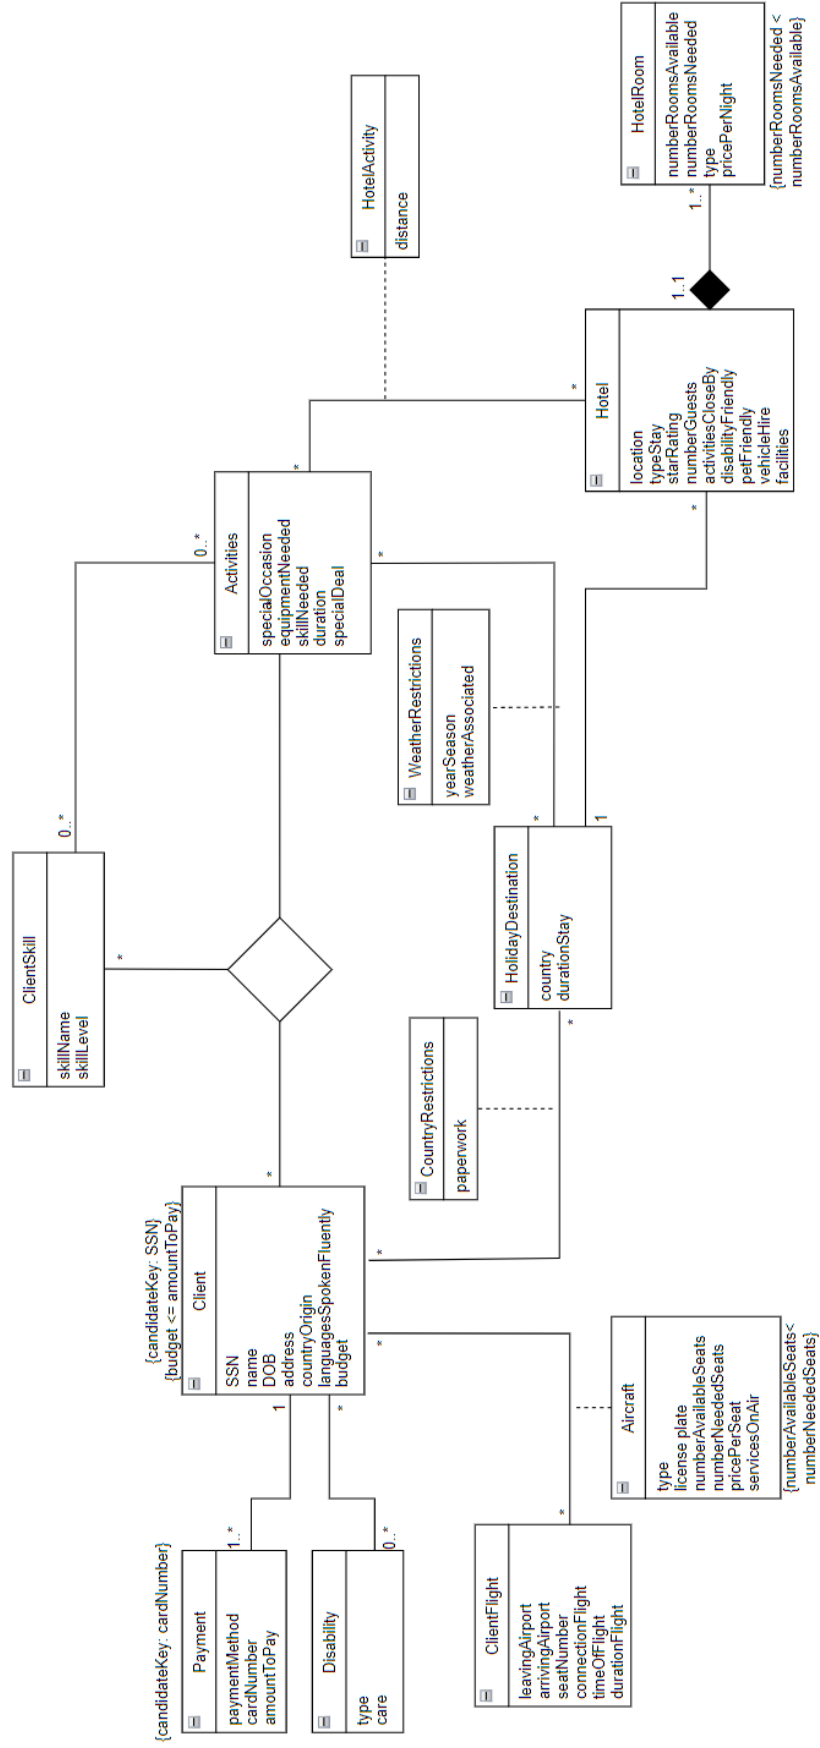 ClientSkill
skillName
skillLevel
0..*
*
{candidateKey: SSN}
{budget <= amountToPay}
Client
SSN
name
DOB
address
countryOrigin
languagesSpokenFluently
budget
*
1
*
*
*
{candidateKey: cardNumber}
Payment
paymentMethod
cardNumber
amountToPay
1..*
Disability
type
care
0..*
ClientFlight
leavingAirport
arrivingAirport
seatNumber
connectionFlight
timeOfFlight
durationFlight
*
Aircraft
type
license plate
numberAvailableSeats
numberNeededSeats
pricePerSeat
servicesOnAir
{numberAvailableSeats<
numberNeededSeats}
CountryRestrictions
paperwork
HolidayDestination
country
durationStay
*
*
1
WeatherRestrictions
yearSeason
weatherAssociated
Activities
specialOccasion
equipmentNeeded
skillNeeded
duration
specialDeal
0..*
*
*
HotelActivity
distance
Hotel
location
typeStay
starRating
numberGuests
activitiesCloseBy
disabilityFriendly
petFriendly
vehicleHire
facilities
*
*
1..1
HotelRoom
numberRoomsAvailable
numberRoomsNeeded
type
pricePerNight
1..*
{numberRoomsNeeded <
numberRoomsAvailable}